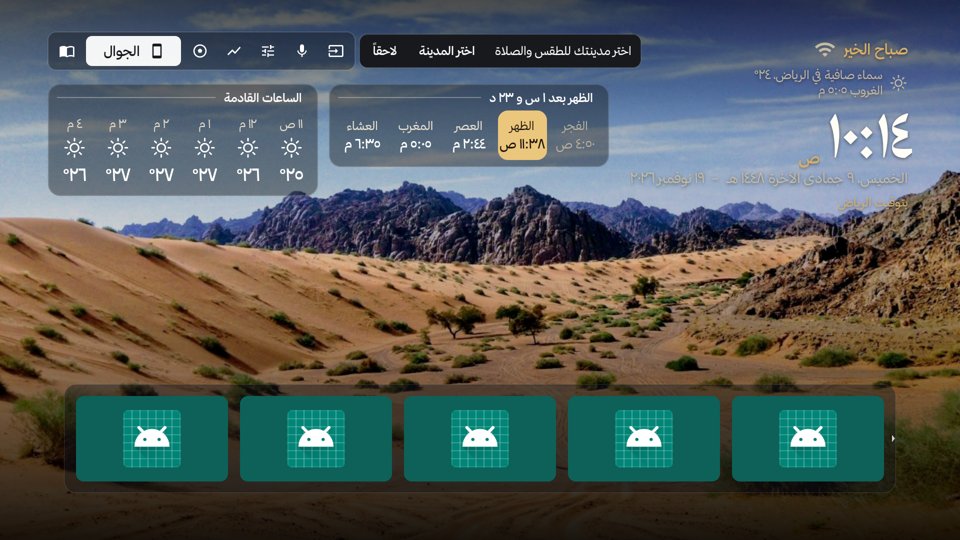 صباح الخير
سماء صافية في الرياض، ٢٤°
الغروب ٥:٠٥ م
١٠:١٤ ص
الخميس، ٩ جمادى الآخرة ١٤٤٨ هـ – ١٩ نوفمبر ٢٠٢٦
بتوقيت الرياض
اختر مدينتك للطقس والصلاة اختر المدينة لاحقاً
الجوال
الظهر بعد ١ س و ٢٣ د
الفجر الظهر العصر المغرب العشاء
٤:٥٠ ص ١١:٣٨ ص ٢:٤٤ م ٥:٠٥ م ٦:٣٥ م
الساعات القادمة
١١ ص ١٢ م ١ م ٢ م ٣ م ٤ م
٢٥° ٢٦° ٢٧° ٢٧° ٢٧° ٢٦°